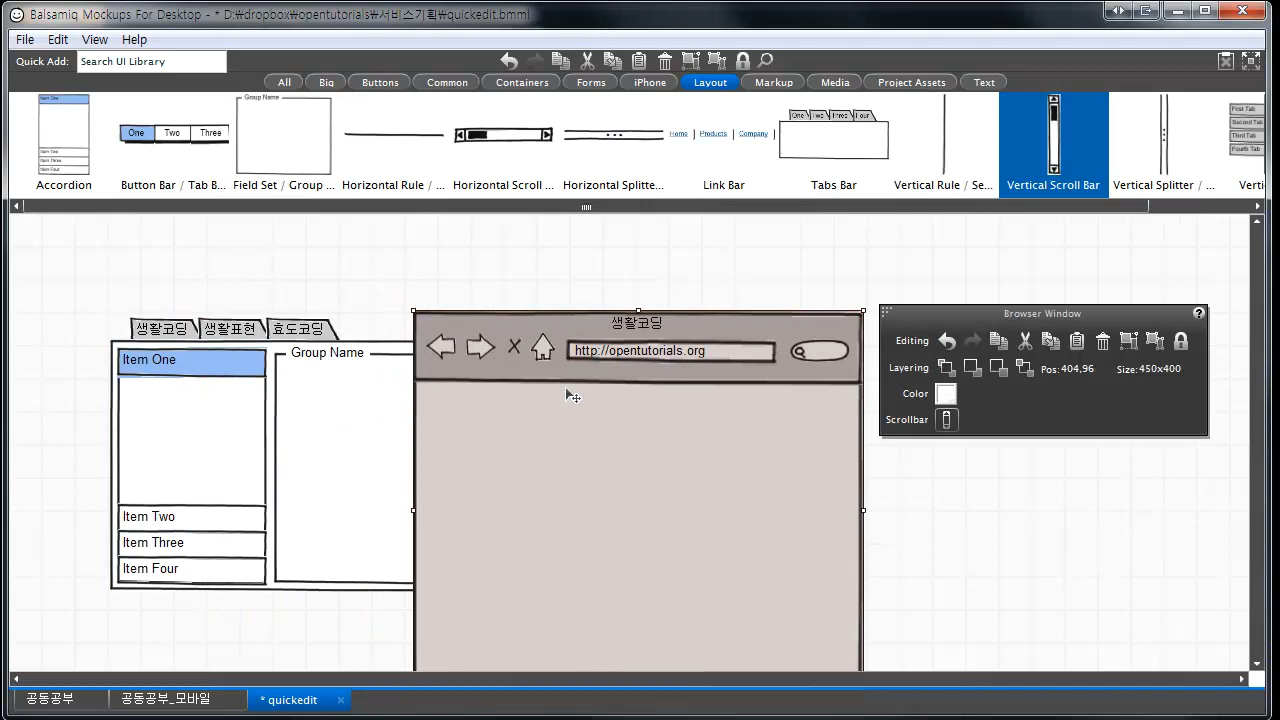 Balsamiq Mockups For Desktop - * D:\dropbox\opentutorials\서비스기획\quickedit.bmml
File Edit View Help
Quick Add: Search UI Library
All Big Buttons Common Containers Forms iPhone Layout Markup Media Project Assets Text
Item One
Item Two
Item Three
Item Four
One Two Three
Group Name
Home Products Company
One Two Three Four
First Tab
Second Tab
Third Tab
Fourth Tab
Accordion Button Bar / Tab B... Field Set / Group ... Horizontal Rule / ... Horizontal Scroll ... Horizontal Splitte... Link Bar Tabs Bar Vertical Rule / Se... Vertical Scroll Bar Vertical Splitter / ... Verti
생활코딩 생활표현 효도코딩
Item One
Group Name
Item Two
Item Three
Item Four
생활코딩
http://opentutorials.org
Browser Window ?
Editing
Layering Pos:404,96 Size:450x400
Color
Scrollbar
공동공부 공동공부_모바일 * quickedit x